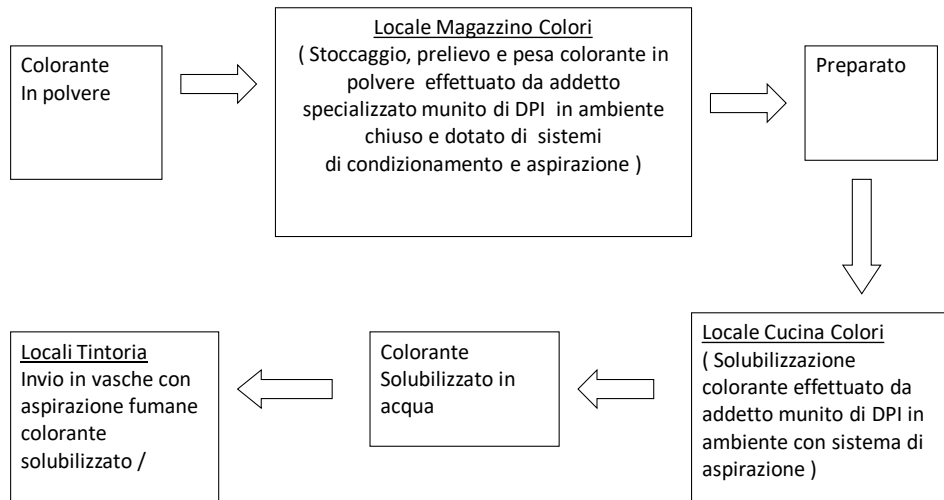 Colorante
In polvere
Locale Magazzino Colori
( Stoccaggio, prelievo e pesa colorante in
polvere effettuato da addetto
specializzato munito di DPI in ambiente
chiuso e dotato di sistemi
di condizionamento e aspirazione )
Preparato
Locale Cucina Colori
( Solubilizzazione
colorante effettuato da
addetto munito di DPI in
ambiente con sistema di
aspirazione )
Colorante
Solubilizzato in
acqua
Locali Tintoria
Invio in vasche con
aspirazione fumane
colorante
solubilizzato /